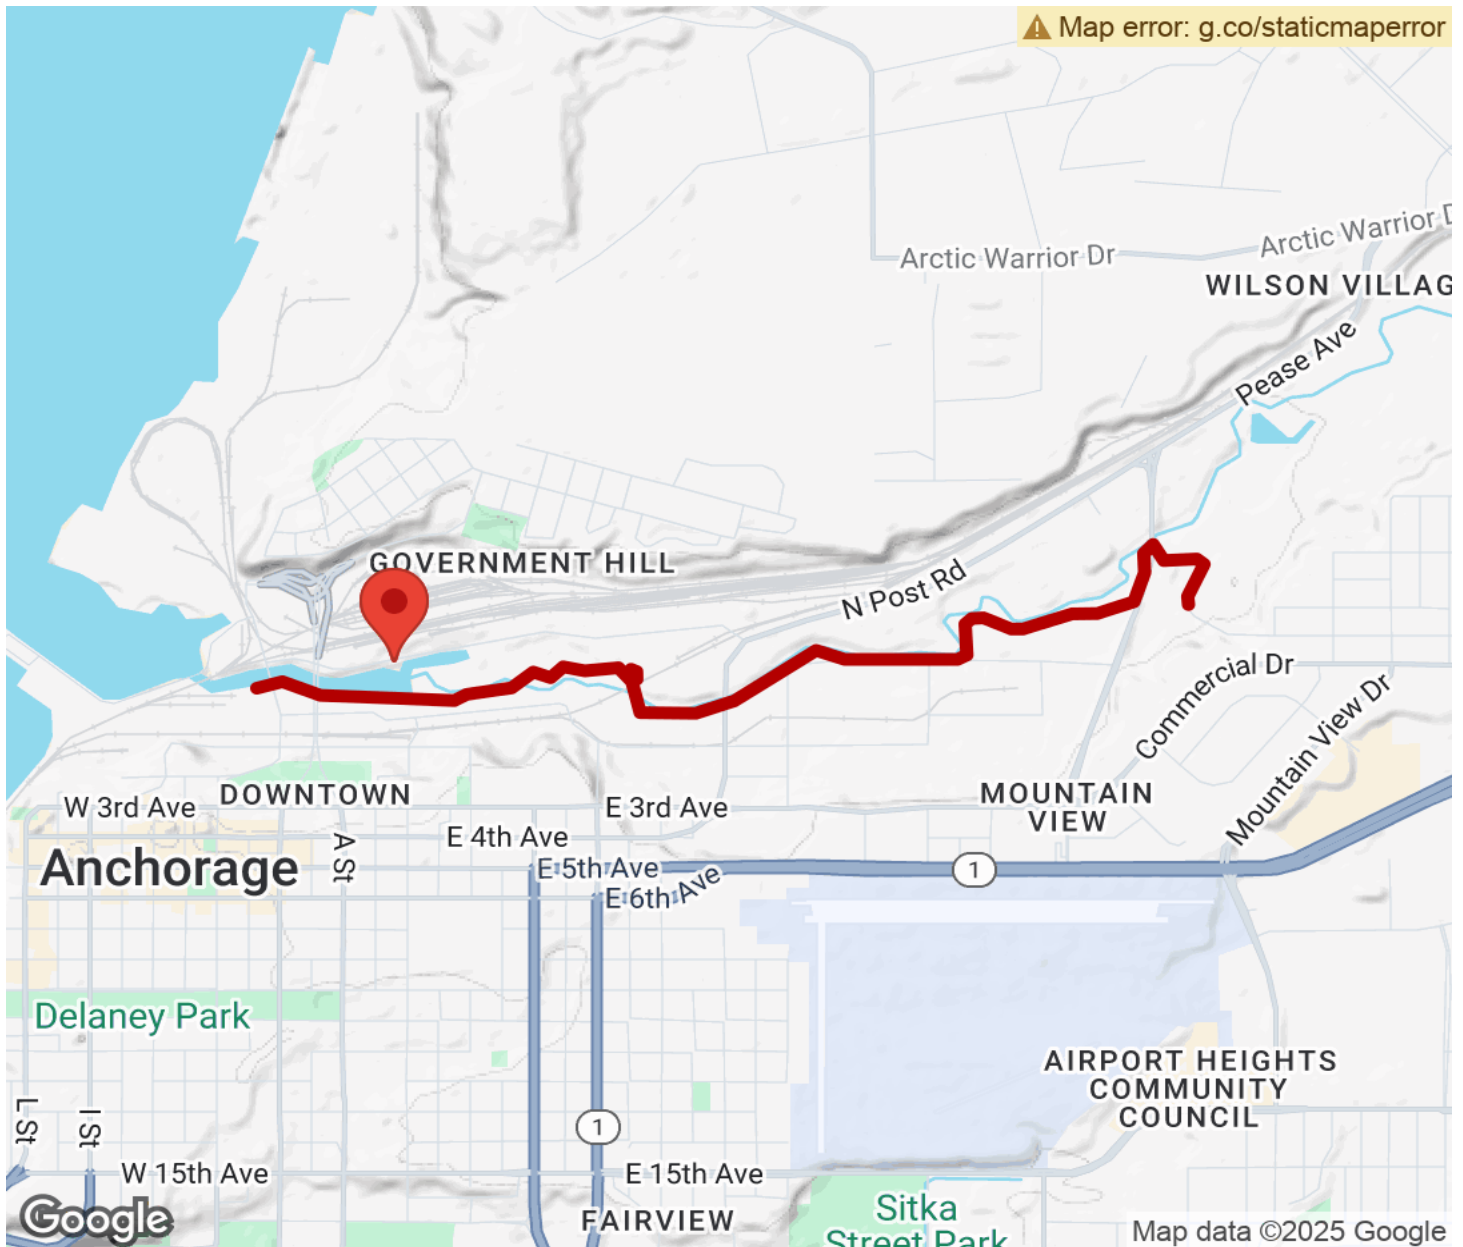 Map error: g.co/staticmaperror
Arctic Warrior D
Arctic Warrior Dr
WILSON VILLAG
Pease Ave
GOVERNMENT HILL
N Post Rd
Commercial Dr
Mountain View Dr
DOWNTOWN
W 3rd Ave
E 3rd Ave
MOUNTAIN
VIEW
E 4th Ave
A St
Anchorage
E 5th Ave
1
E 6th Ave
Delaney Park
AIRPORT HEIGHTS
COMMUNITY
COUNCIL
L St
I St
1
W 15th Ave
E 15th Ave
Sitka
Street Park
FAIRVIEW
Google
Map data ©2025 Google